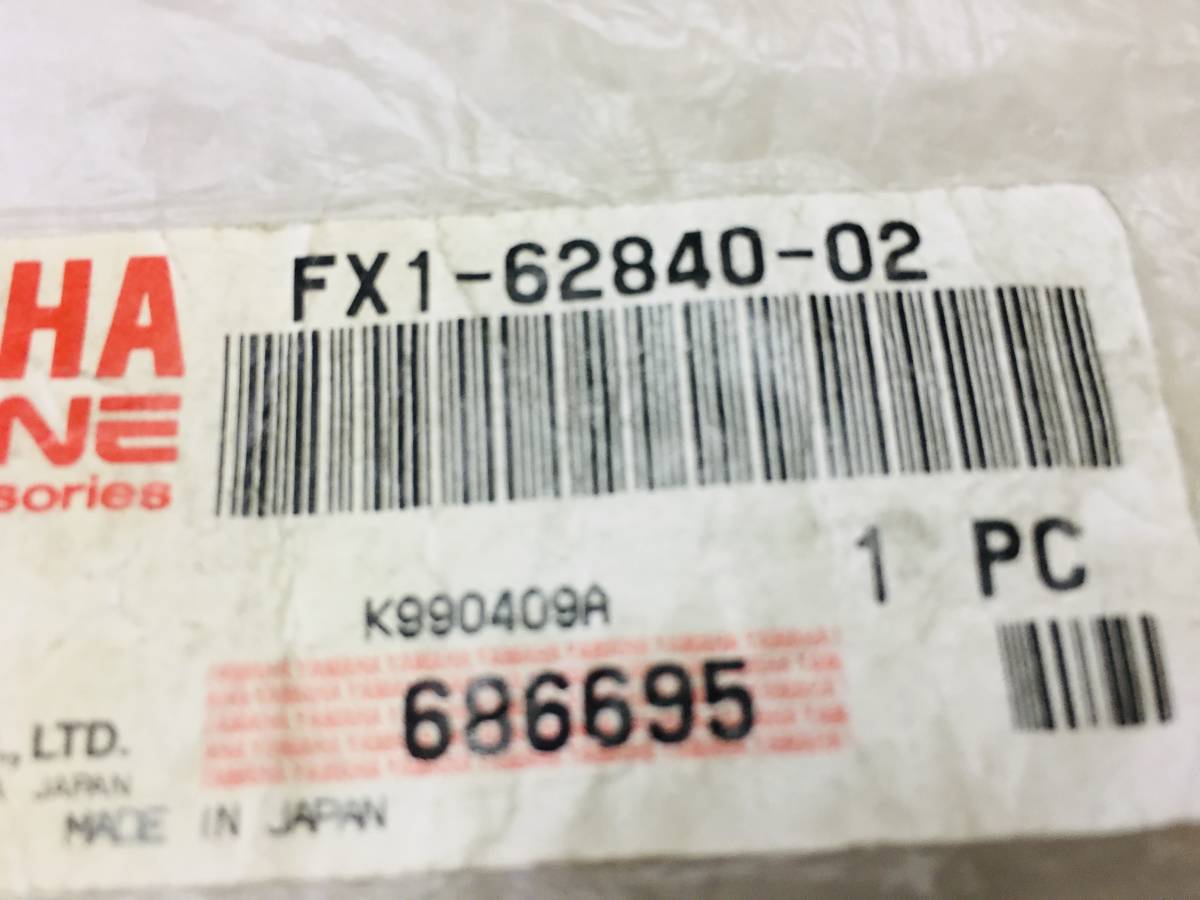 FX1-62840-02
HA
NE
sories
1 PC
K990409A
686695
., LTD.
JAPAN
MADE IN JAPAN